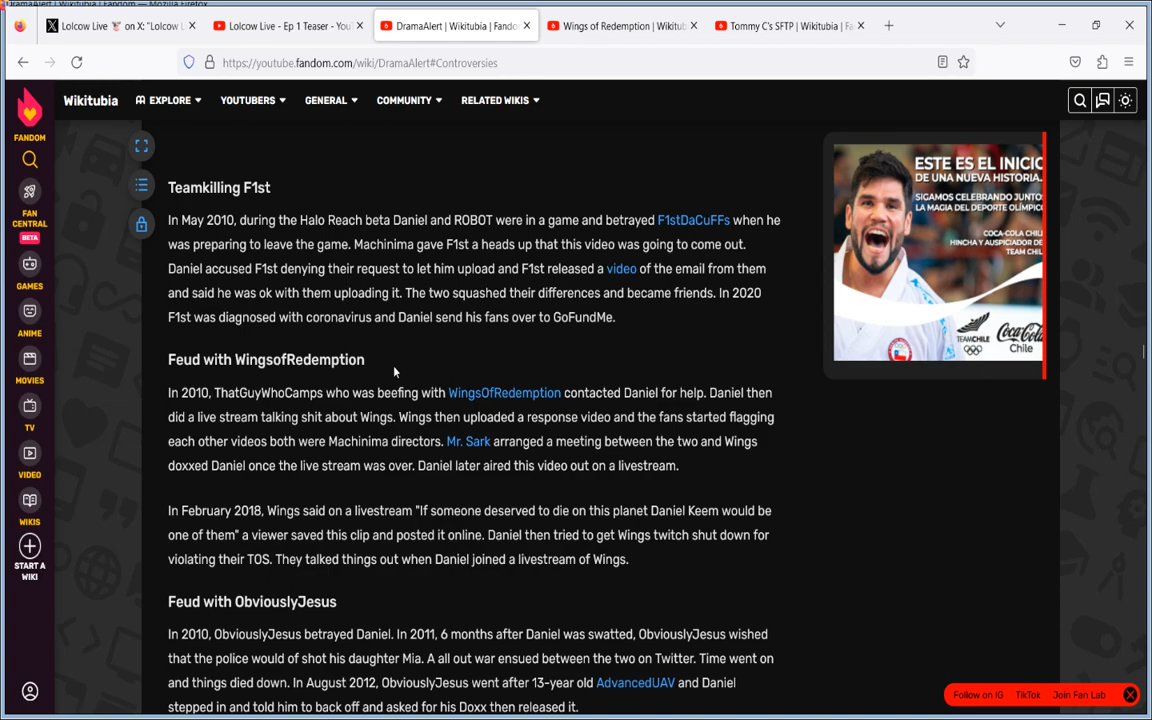 DramaAlert | Wikitubia | Fandom — Mozilla Firefox
Lolcow Live on X: "Lolcow L
Lolcow Live - Ep 1 Teaser - You
DramaAlert | Wikitubia | Fando
Wings of Redemption | Wikitub
Tommy C's SFTP | Wikitubia | Fa
https://youtube.fandom.com/wiki/DramaAlert#Controversies
Wikitubia
EXPLORE
YOUTUBERS
GENERAL
COMMUNITY
RELATED WIKIS
FANDOM
FAN
CENTRAL
BETA
GAMES
ANIME
MOVIES
TV
VIDEO
WIKIS
START A
WIKI
Teamkilling F1st
In May 2010, during the Halo Reach beta Daniel and ROBOT were in a game and betrayed F1stDaCuFFs when he
was preparing to leave the game. Machinima gave F1st a heads up that this video was going to come out.
Daniel accused F1st denying their request to let him upload and F1st released a video of the email from them
and said he was ok with them uploading it. The two squashed their differences and became friends. In 2020
F1st was diagnosed with coronavirus and Daniel send his fans over to GoFundMe.
Feud with WingsofRedemption
In 2010, ThatGuyWhoCamps who was beefing with WingsOfRedemption contacted Daniel for help. Daniel then
did a live stream talking shit about Wings. Wings then uploaded a response video and the fans started flagging
each other videos both were Machinima directors. Mr. Sark arranged a meeting between the two and Wings
doxxed Daniel once the live stream was over. Daniel later aired this video out on a livestream.
In February 2018, Wings said on a livestream "If someone deserved to die on this planet Daniel Keem would be
one of them" a viewer saved this clip and posted it online. Daniel then tried to get Wings twitch shut down for
violating their TOS. They talked things out when Daniel joined a livestream of Wings.
Feud with ObviouslyJesus
In 2010, ObviouslyJesus betrayed Daniel. In 2011, 6 months after Daniel was swatted, ObviouslyJesus wished
that the police would of shot his daughter Mia. A all out war ensued between the two on Twitter. Time went on
and things died down. In August 2012, ObviouslyJesus went after 13-year old AdvancedUAV and Daniel
stepped in and told him to back off and asked for his Doxx then released it.
ESTE ES EL INICIO
DE UNA NUEVA HISTORIA.
SIGAMOS CELEBRANDO JUNTOS
LA MAGIA DEL DEPORTE OLÍMPICO
COCA-COLA CHILE
HINCHA Y AUSPICIADOR DE
TEAM CHILE
TEAMCHILE
Coca-Cola
Chile
Follow on IG
TikTok
Join Fan Lab